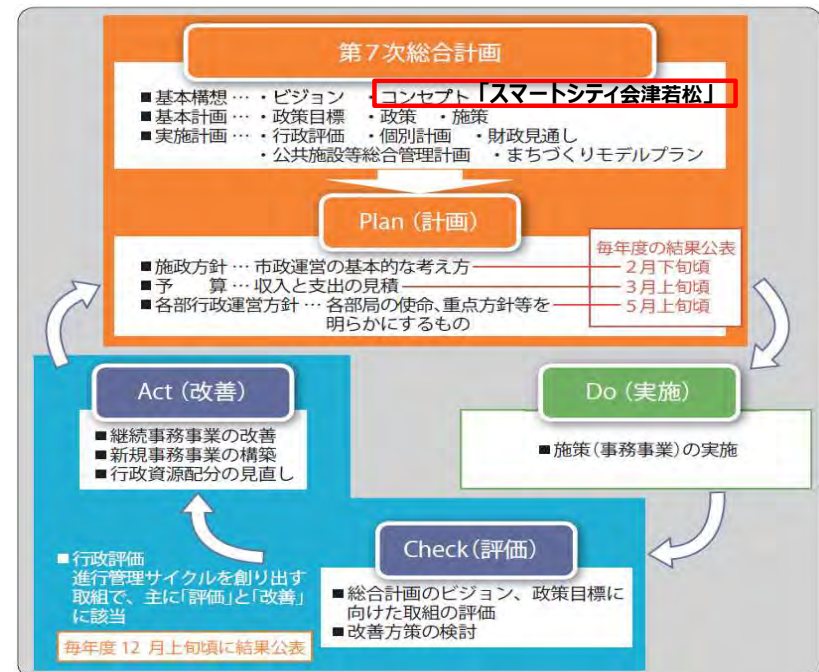 第7次総合計画
■基本構想 … ・ビジョン ・コンセプト「スマートシティ会津若松」
■基本計画 … ・政策目標 ・政策 ・施策
■実施計画 … ・行政評価 ・個別計画 ・財政見通し
・公共施設等総合管理計画 ・まちづくりモデルプラン
Plan (計画)
毎年度の結果公表
■施政方針 … 市政運営の基本的な考え方 2月下旬頃
■予 算 … 収入と支出の見積 3月上旬頃
■各部行政運営方針 … 各部局の使命、重点方針等を 5月上旬頃
明らかにするもの
Act (改善)
■継続事務事業の改善
■新規事務事業の構築
■行政資源配分の見直し
Do (実施)
■施策(事務事業)の実施
Check(評価)
■総合計画のビジョン、政策目標に
向けた取組の評価
■改善方策の検討
■行政評価
進行管理サイクルを創り出す
取組で、主に「評価」と「改善」
に該当
毎年度 12 月上旬頃に結果公表